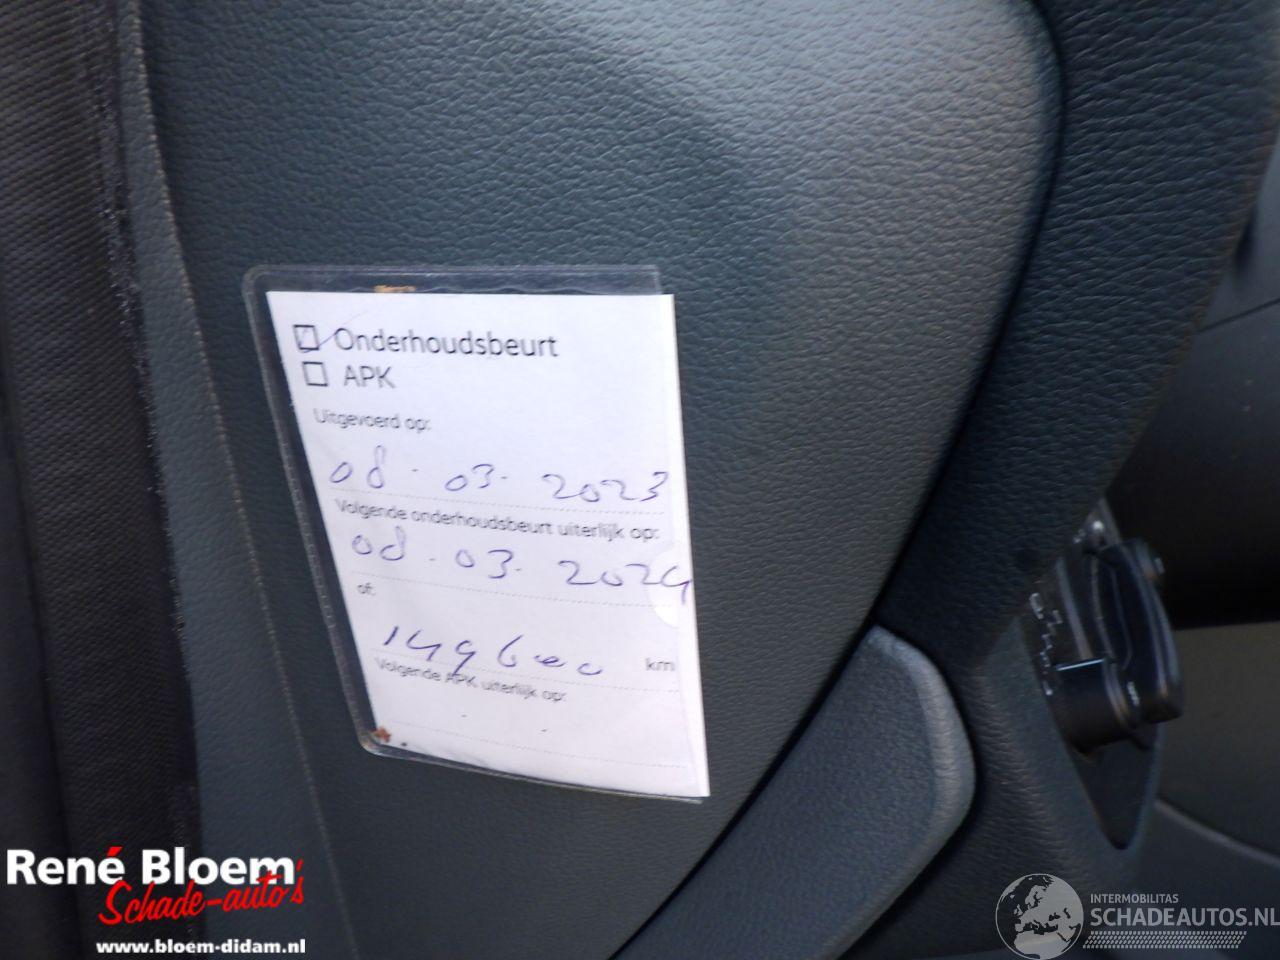 Onderhoudsbeurt
APK
Uitgevoerd op:
08 - 03 - 2023
Volgende onderhoudsbeurt uiterlijk op:
08 - 03 - 2024
of:
149600 km
Volgende APK uiterlijk op:
René Bloem
Schade-auto's
www.bloem-didam.nl
INTERMOBILITAS
SCHADEAUTOS.NL